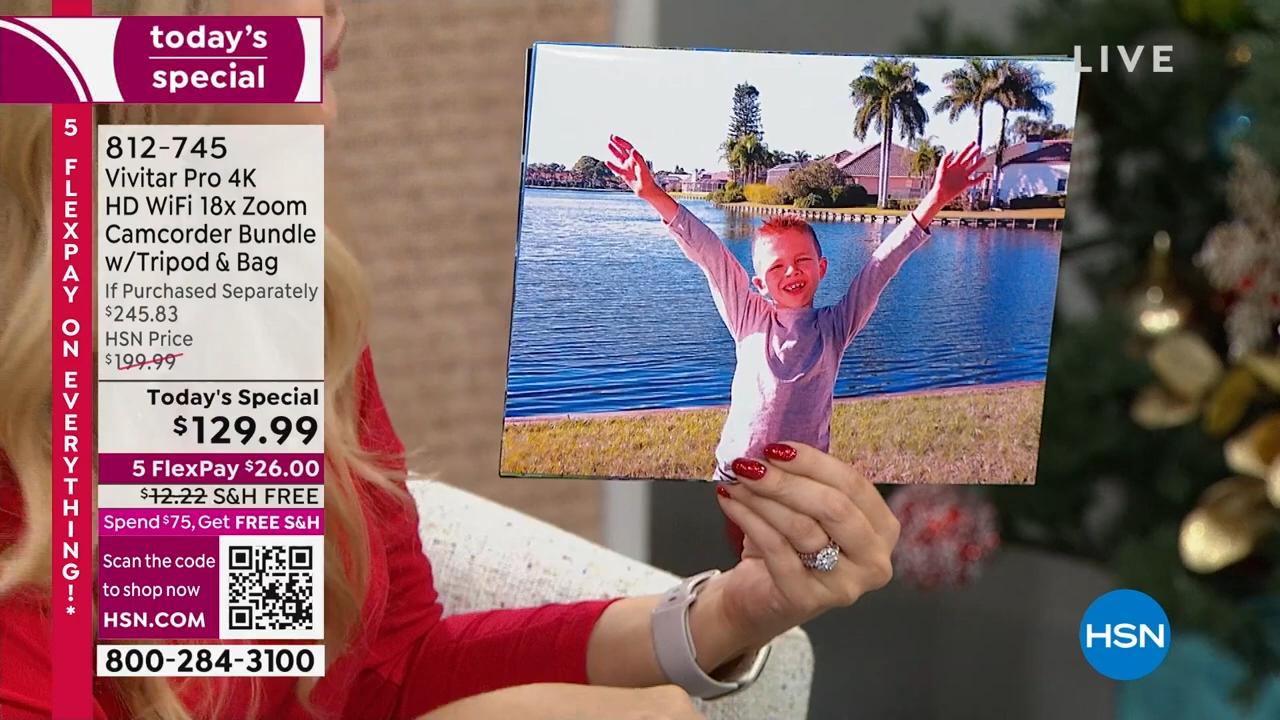 today's
special
LIVE
5 FLEXPAY ON EVERYTHING!*
812-745
Vivitar Pro 4K
HD WiFi 18x Zoom
Camcorder Bundle
w/Tripod & Bag
If Purchased Separately
$245.83
HSN Price
$199.99
Today's Special
$129.99
5 FlexPay $26.00
$12.22 S&H FREE
Spend $75, Get FREE S&H
Scan the code
to shop now
HSN.COM
800-284-3100
HSN